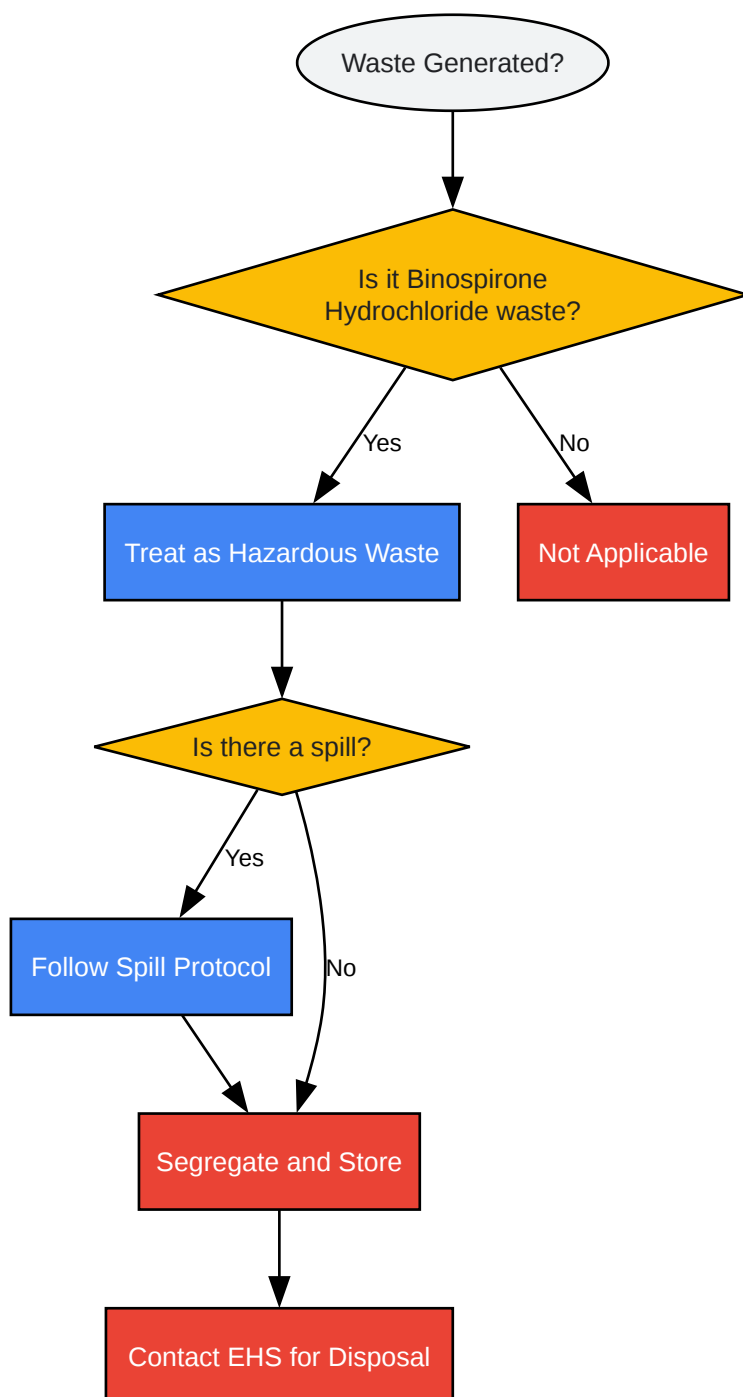 Waste Generated?
Is it Binospirone
Hydrochloride waste?
Yes
No
Treat as Hazardous Waste
Not Applicable
Is there a spill?
Yes
Follow Spill Protocol
No
Segregate and Store
Contact EHS for Disposal